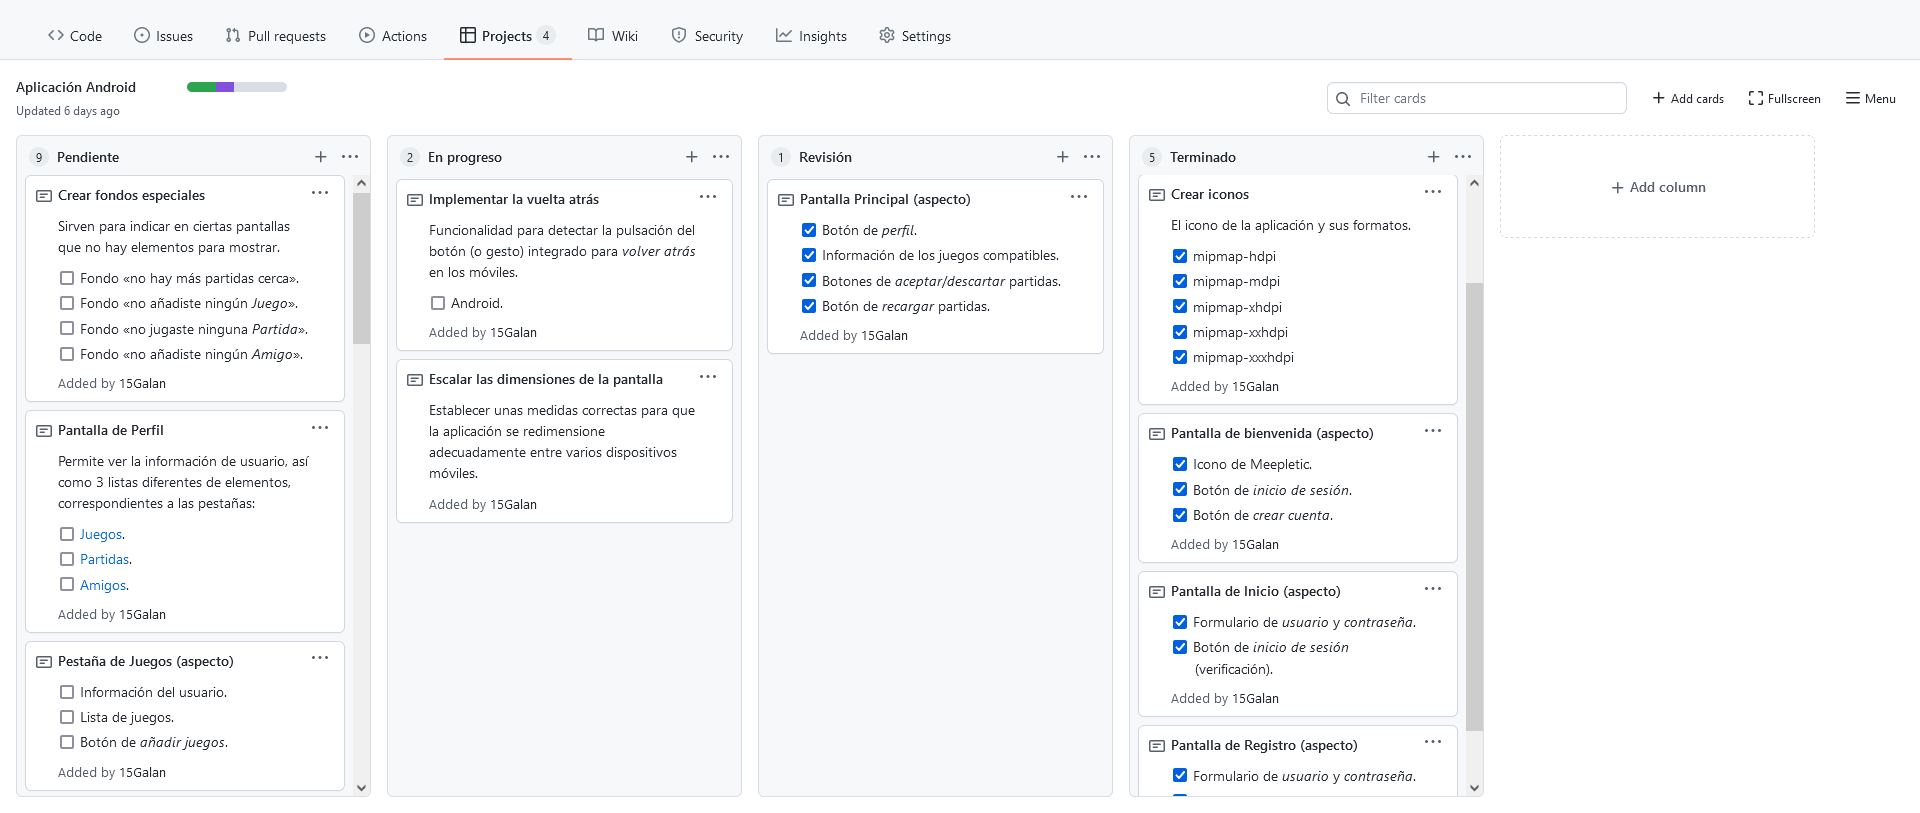 Code Issues Pull requests Actions Projects 4 Wiki Security Insights Settings
Aplicación Android
Updated 6 days ago
Filter cards
Add cards
Fullscreen
Menu
9 Pendiente
Crear fondos especiales
Sirven para indicar en ciertas pantallas
que no hay elementos para mostrar.
Fondo «no hay más partidas cerca».
Fondo «no añadiste ningún Juego».
Fondo «no jugaste ninguna Partida».
Fondo «no añadiste ningún Amigo».
Added by 15Galan
Pantalla de Perfil
Permite ver la información de usuario, así
como 3 listas diferentes de elementos,
correspondientes a las pestañas:
Juegos.
Partidas.
Amigos.
Added by 15Galan
Pestaña de Juegos (aspecto)
Información del usuario.
Lista de juegos.
Botón de añadir juegos.
Added by 15Galan
2 En progreso
Implementar la vuelta atrás
Funcionalidad para detectar la pulsación del
botón (o gesto) integrado para volver atrás
en los móviles.
Android.
Added by 15Galan
Escalar las dimensiones de la pantalla
Establecer unas medidas correctas para que
la aplicación se redimensione
adecuadamente entre varios dispositivos
móviles.
Added by 15Galan
1 Revisión
Pantalla Principal (aspecto)
Botón de perfil.
Información de los juegos compatibles.
Botones de aceptar/descartar partidas.
Botón de recargar partidas.
Added by 15Galan
5 Terminado
Crear iconos
El icono de la aplicación y sus formatos.
mipmap-hdpi
mipmap-mdpi
mipmap-xhdpi
mipmap-xxhdpi
mipmap-xxxhdpi
Added by 15Galan
Pantalla de bienvenida (aspecto)
Icono de Meepletic.
Botón de inicio de sesión.
Botón de crear cuenta.
Added by 15Galan
Pantalla de Inicio (aspecto)
Formulario de usuario y contraseña.
Botón de inicio de sesión
(verificación).
Added by 15Galan
Pantalla de Registro (aspecto)
Formulario de usuario y contraseña.
Add column